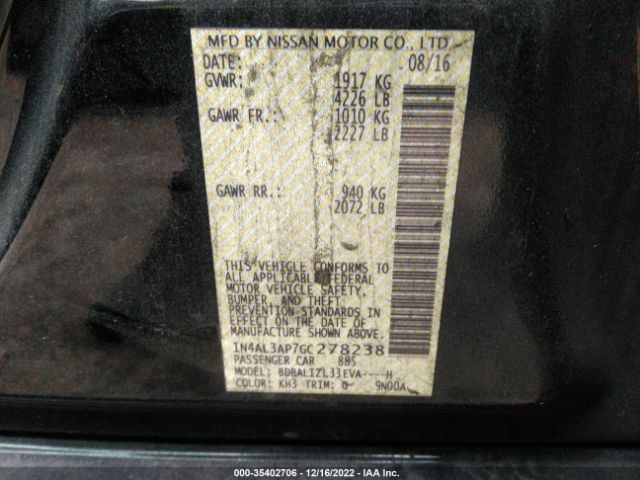 MFD BY NISSAN MOTOR CO., LTD.
DATE: 08/16
GVWR: 1917 KG
4226 LB
GAWR FR.: 1010 KG
2227 LB
GAWR RR.: 940 KG
2072 LB
THIS VEHICLE CONFORMS TO
ALL APPLICABLE FEDERAL
MOTOR VEHICLE SAFETY,
BUMPER, AND THEFT
PREVENTION STANDARDS IN
EFFECT ON THE DATE OF
MANUFACTURE SHOWN ABOVE.
1N4AL3AP7GC278238
PASSENGER CAR 885
MODEL: BDBALIZL33EVA----H
COLOR: KH3 TRIM: G 9N00A
000-35402706 - 12/16/2022 - IAA Inc.